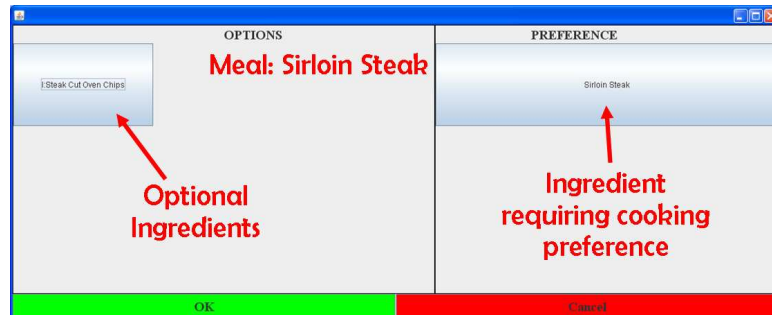 OPTIONS
PREFERENCE
Meal: Sirloin Steak
I:Steak Cut Oven Chips
Sirloin Steak
Optional
Ingredients
Ingredient
requiring cooking
preference
OK
Cancel